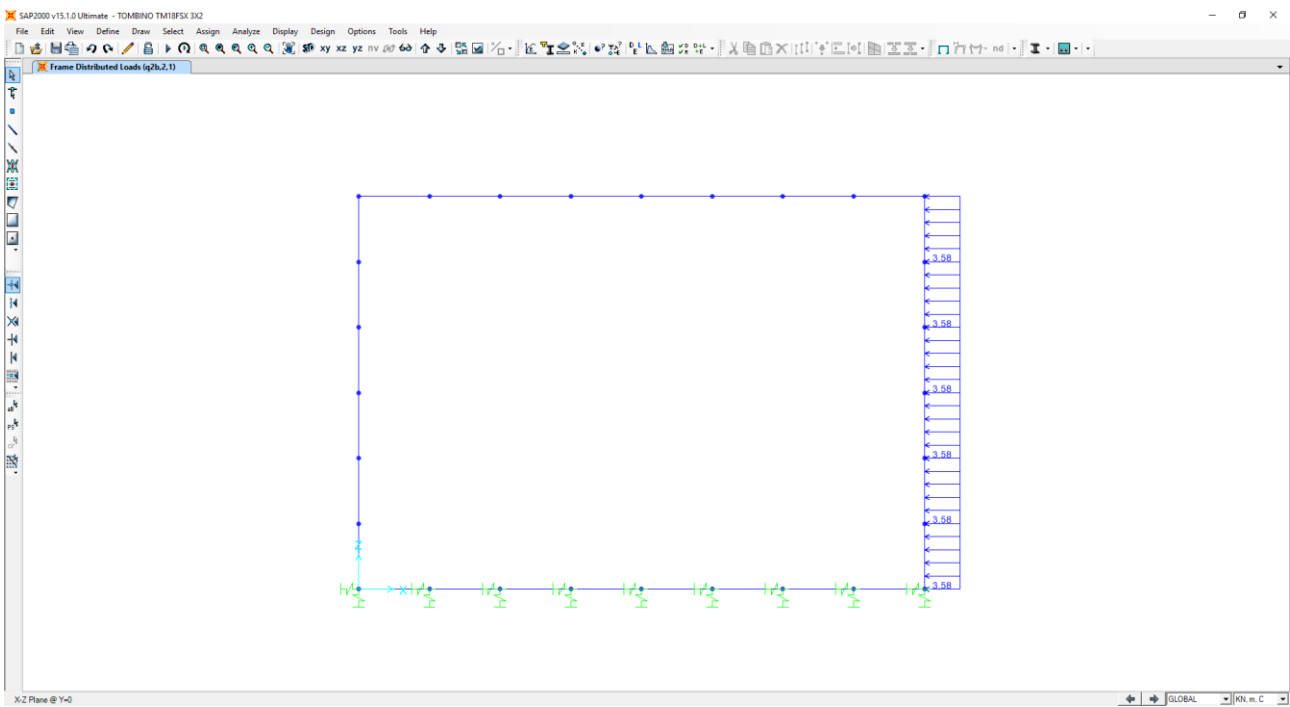 SAP2000 v15.1.0 Ultimate - TOMBINO TM18FSX 3X2
File Edit View Define Draw Select Assign Analyze Display Design Options Tools Help
xy xz yz nv nd
Frame Distributed Loads (q2b,2,1)
3,58
3,58
3,58
3,58
3,58
3,58
Z
X
X-Z Plane @ Y=0 GLOBAL KN, m, C